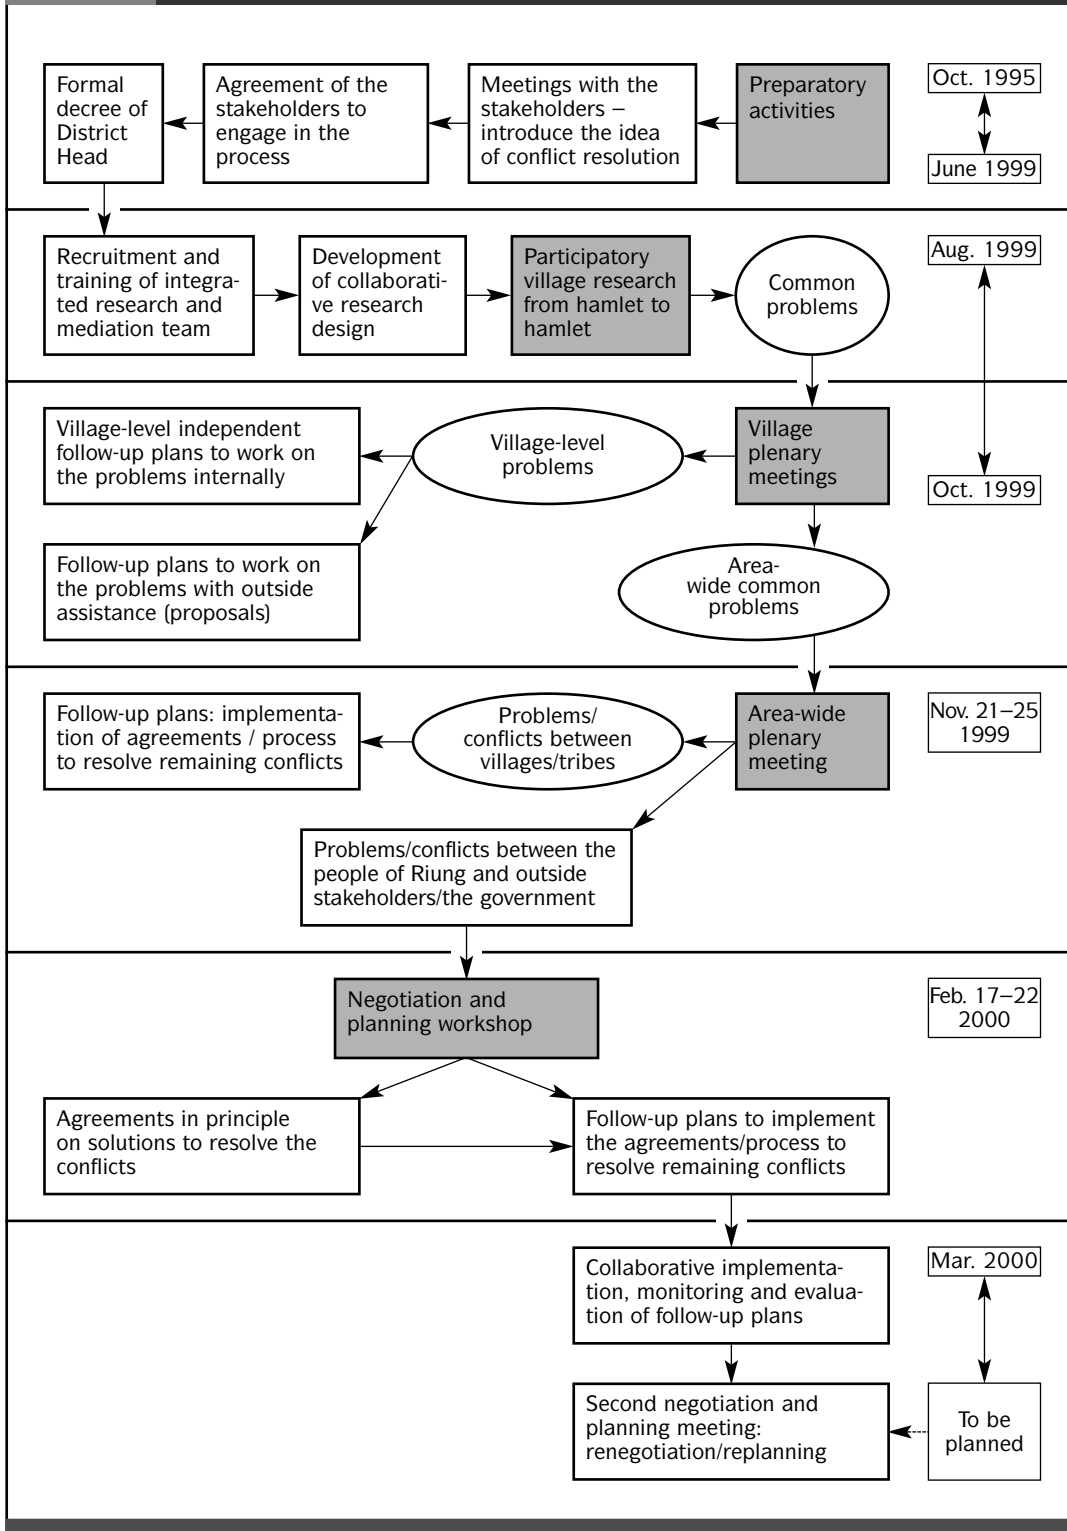 Formal
decree of
District
Head
Agreement of the
stakeholders to
engage in the
process
Meetings with the
stakeholders –
introduce the idea
of conflict resolution
Preparatory
activities
Oct. 1995
June 1999
Recruitment and
training of integra-
ted research and
mediation team
Development
of collaborati-
ve research
design
Participatory
village research
from hamlet to
hamlet
Common
problems
Aug. 1999
Village-level independent
follow-up plans to work on
the problems internally
Village-level
problems
Village
plenary
meetings
Oct. 1999
Follow-up plans to work on
the problems with outside
assistance (proposals)
Area-
wide common
problems
Follow-up plans: implementa-
tion of agreements / process
to resolve remaining conflicts
Problems/
conflicts between
villages/tribes
Area-wide
plenary
meeting
Nov. 21–25
1999
Problems/conflicts between the
people of Riung and outside
stakeholders/the government
Negotiation and
planning workshop
Feb. 17–22
2000
Agreements in principle
on solutions to resolve the
conflicts
Follow-up plans to implement
the agreements/process to
resolve remaining conflicts
Collaborative implementa-
tion, monitoring and evalua-
tion of follow-up plans
Mar. 2000
Second negotiation and
planning meeting:
renegotiation/replanning
To be
planned